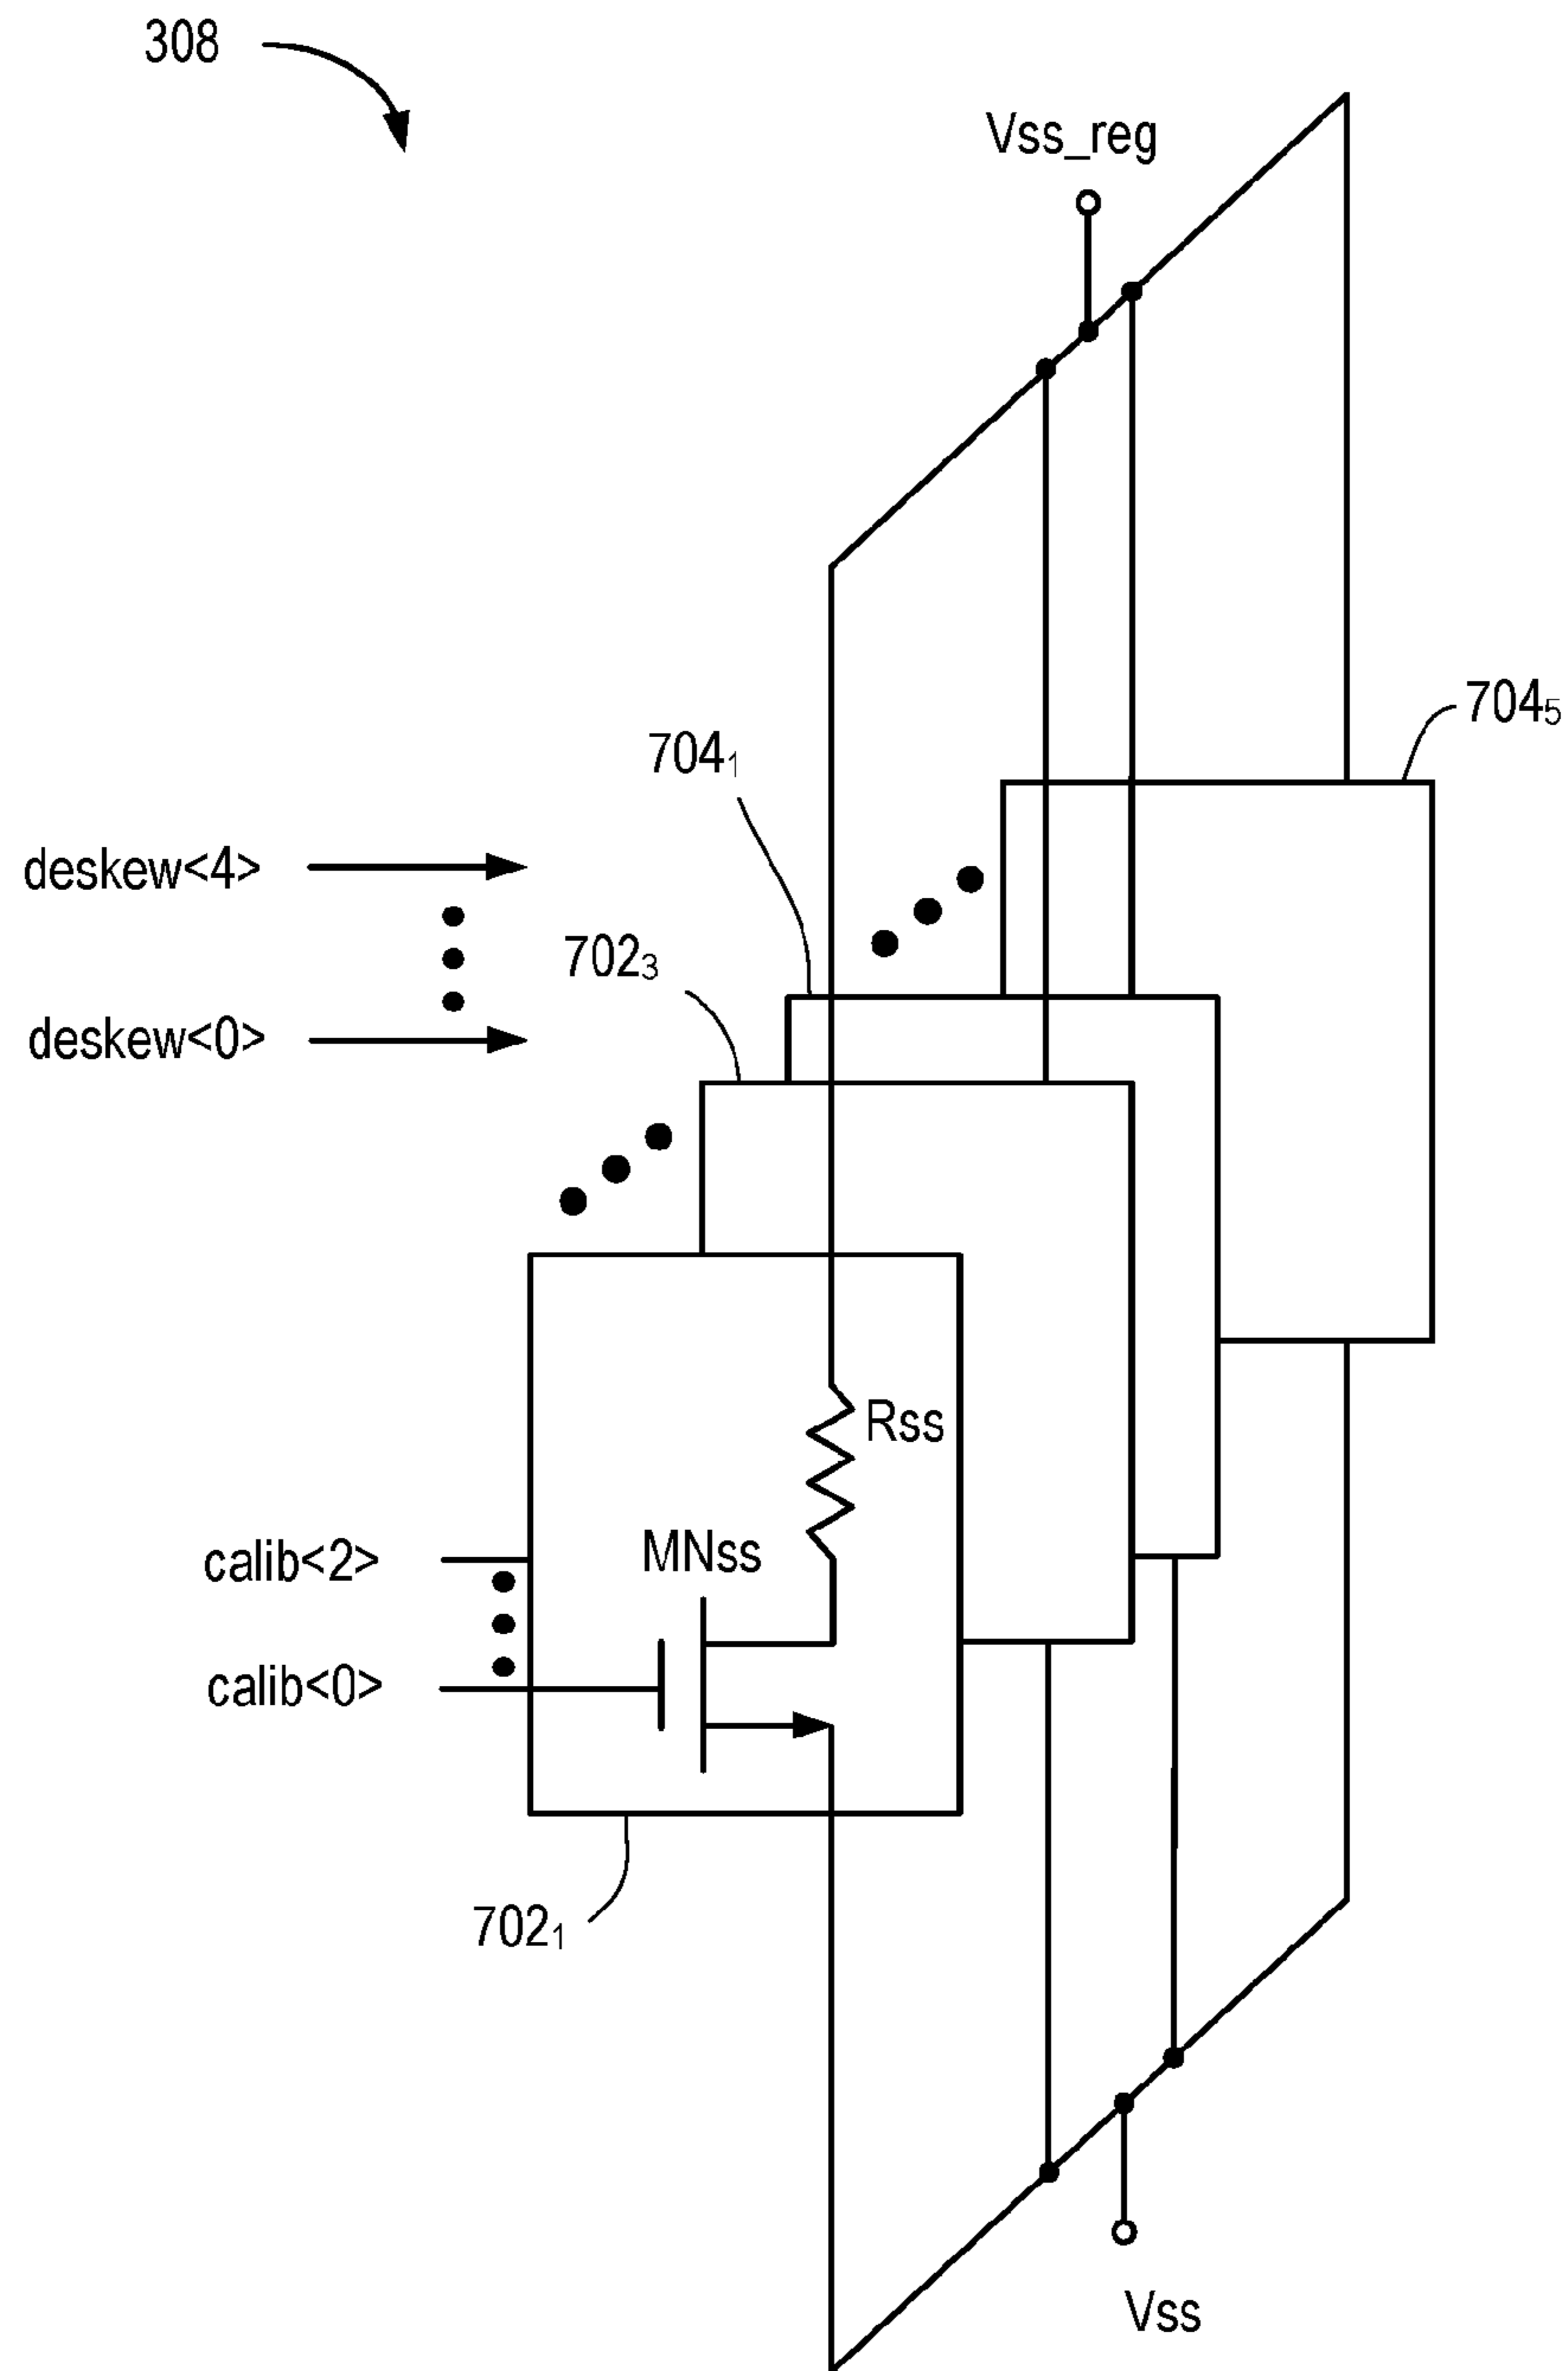 308
Vss_reg
704₅
704₁
deskew<4>
702₃
deskew<0>
Rss
MNss
calib<2>
calib<0>
702₁
Vss